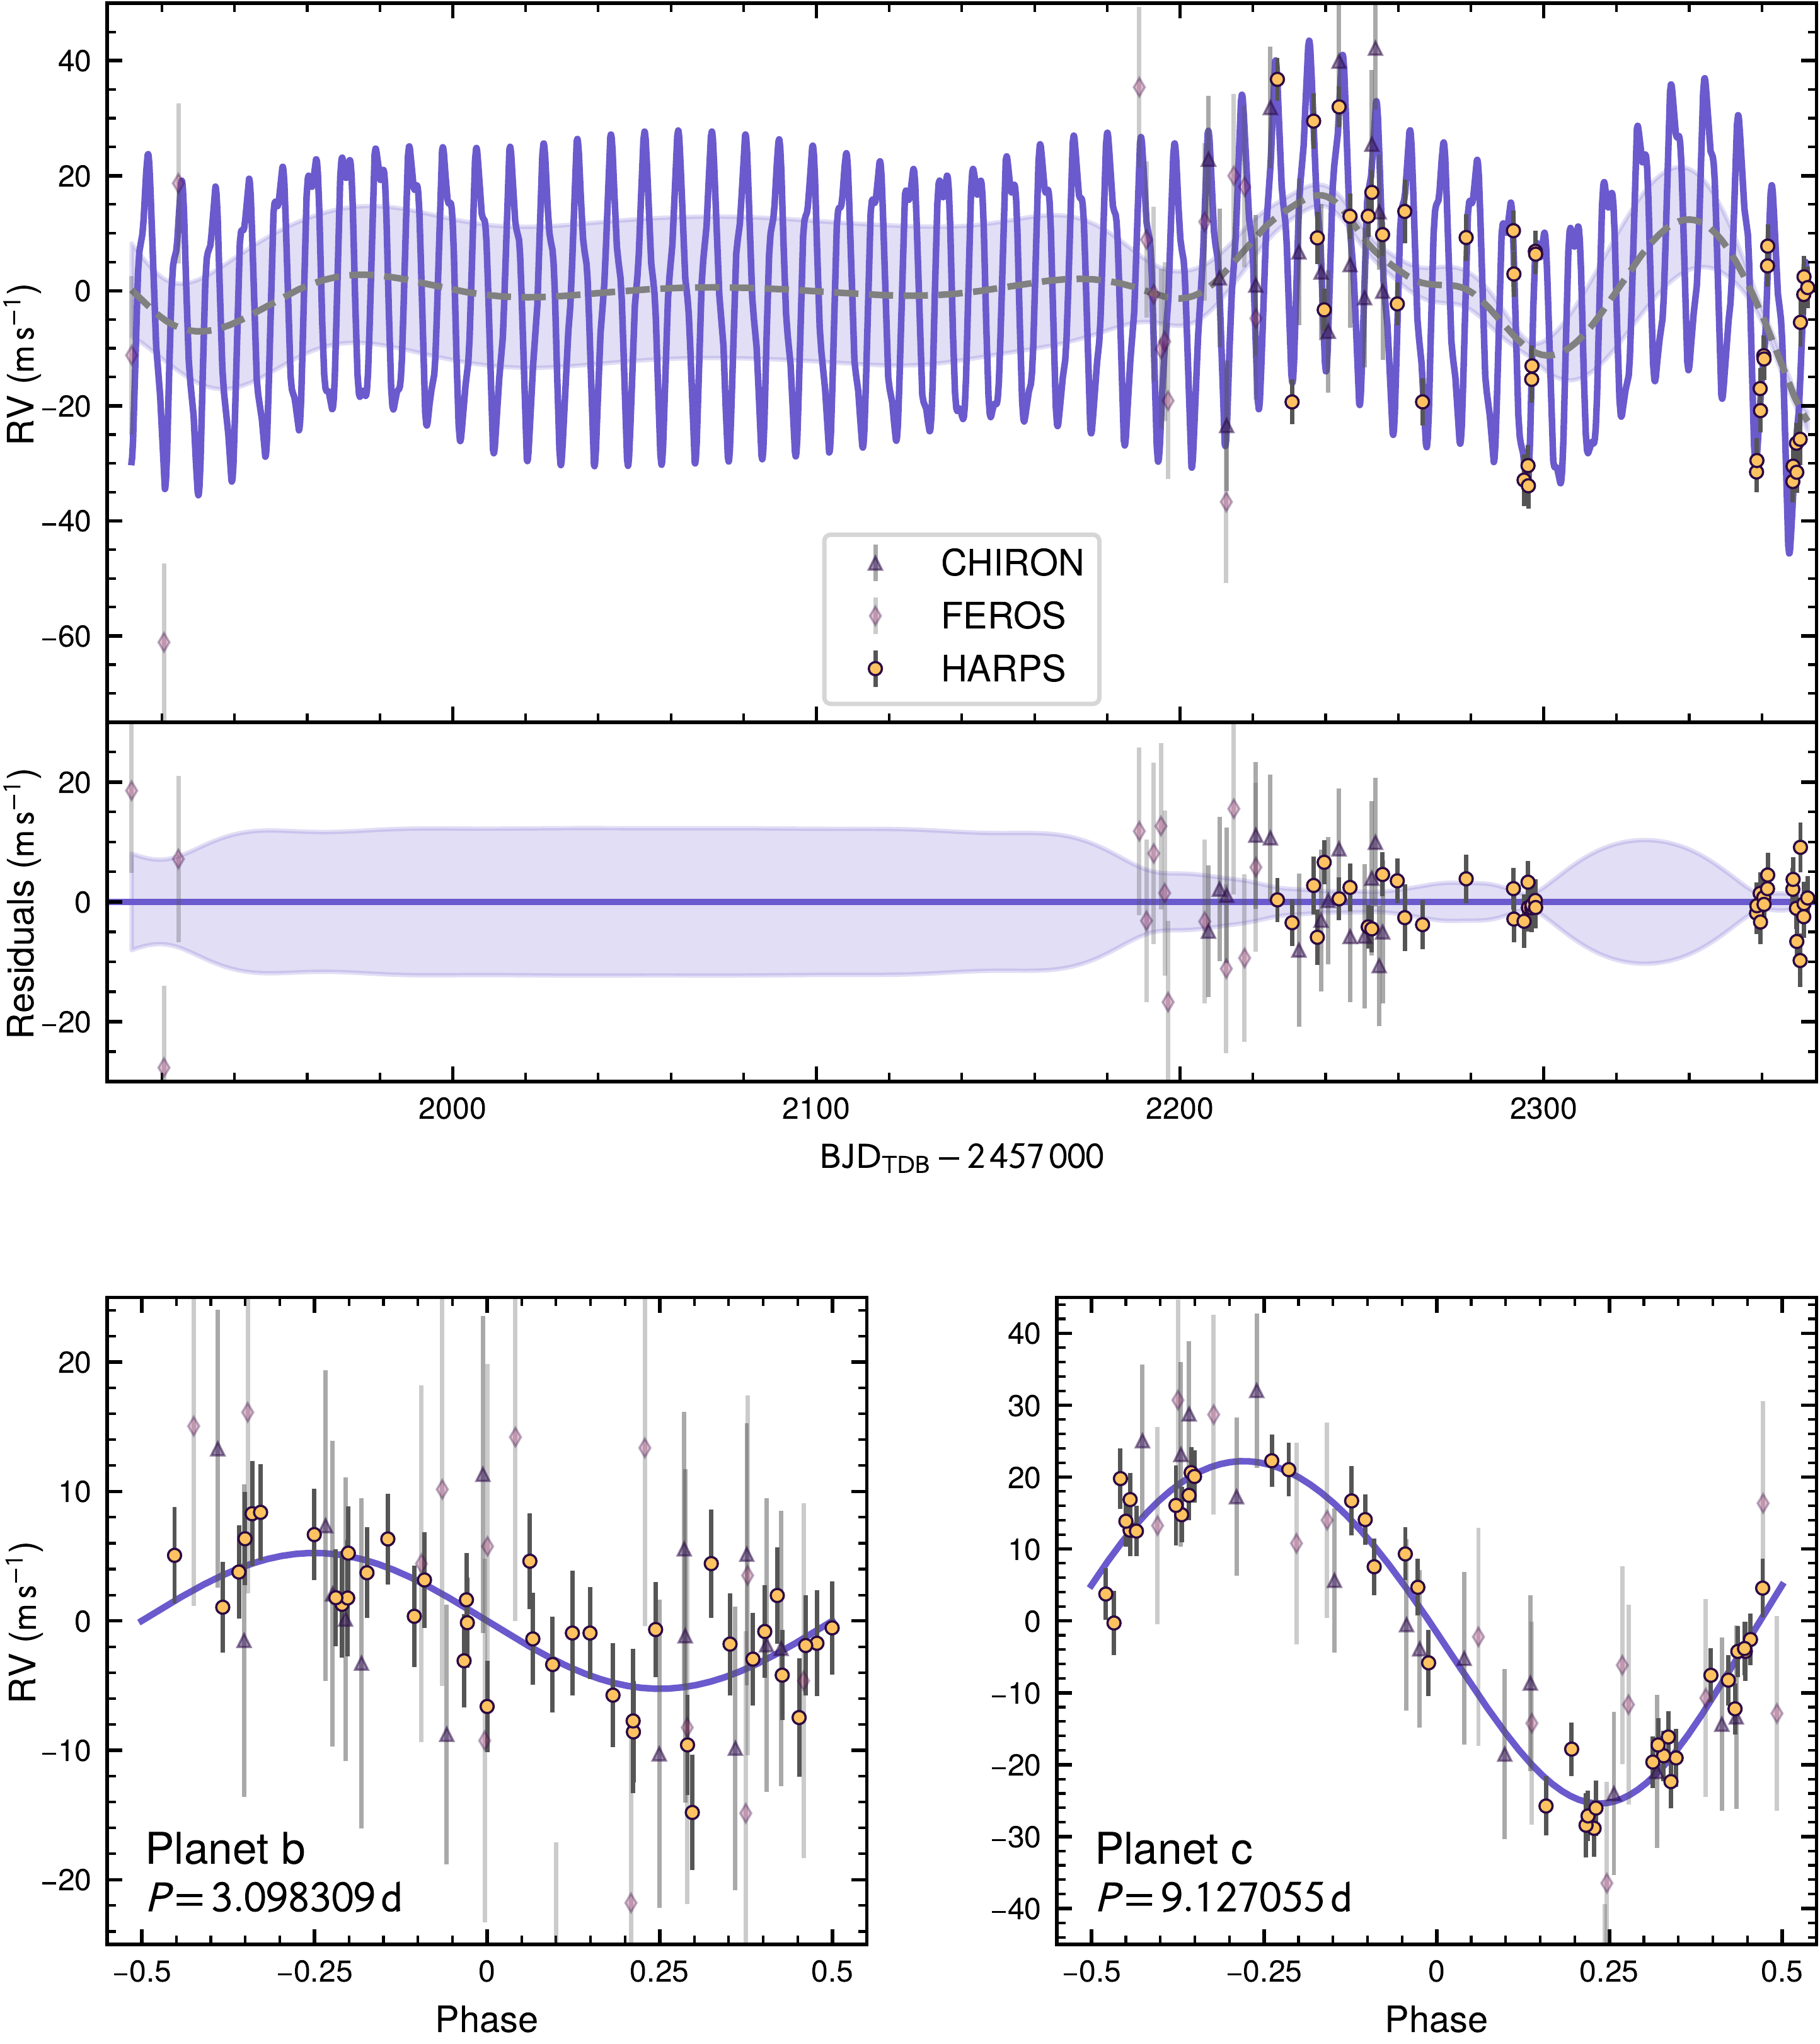 40
20
0
−20
−40
−60
RV (m s⁻¹)
CHIRON
FEROS
HARPS
20
0
−20
Residuals (m s⁻¹)
2000 2100 2200 2300
BJD_TDB − 2 457 000
20
10
0
−10
−20
RV (m s⁻¹)
Planet b
P = 3.098309 d
−0.5 −0.25 0 0.25 0.5
Phase
40
30
20
10
0
−10
−20
−30
−40
Planet c
P = 9.127055 d
−0.5 −0.25 0 0.25 0.5
Phase